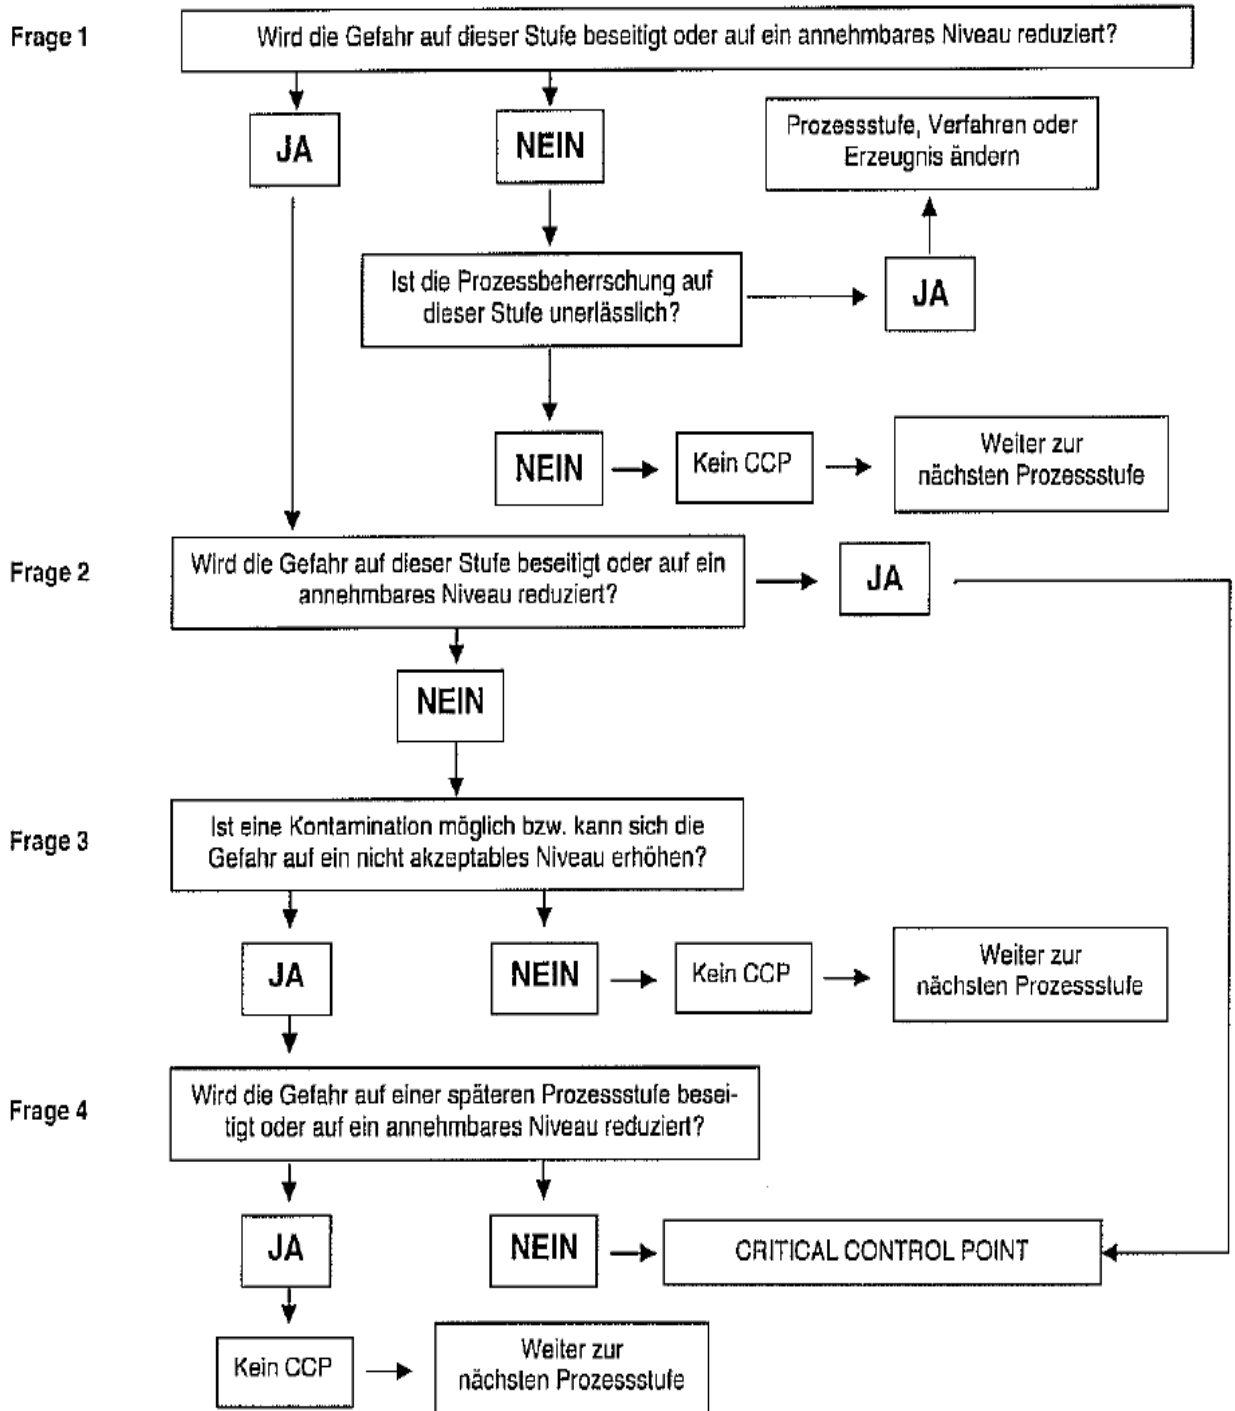 Frage 1
Wird die Gefahr auf dieser Stufe beseitigt oder auf ein annehmbares Niveau reduziert?
JA
NEIN
Prozessstufe, Verfahren oder
Erzeugnis ändern
Ist die Prozessbeherrschung auf
dieser Stufe unerlässlich?
JA
NEIN
Kein CCP
Weiter zur
nächsten Prozessstufe
Frage 2
Wird die Gefahr auf dieser Stufe beseitigt oder auf ein
annehmbares Niveau reduziert?
JA
NEIN
Frage 3
Ist eine Kontamination möglich bzw. kann sich die
Gefahr auf ein nicht akzeptables Niveau erhöhen?
JA
NEIN
Kein CCP
Weiter zur
nächsten Prozessstufe
Frage 4
Wird die Gefahr auf einer späteren Prozessstufe besei-
tigt oder auf ein annehmbares Niveau reduziert?
JA
NEIN
CRITICAL CONTROL POINT
Kein CCP
Weiter zur
nächsten Prozessstufe